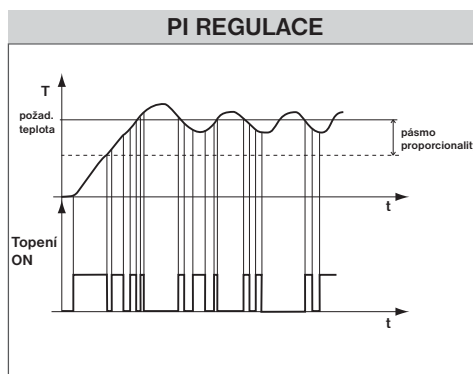 PI REGULACE
T
požad.
teplota
pásmo
proporcionalit
t
Topení
ON
t